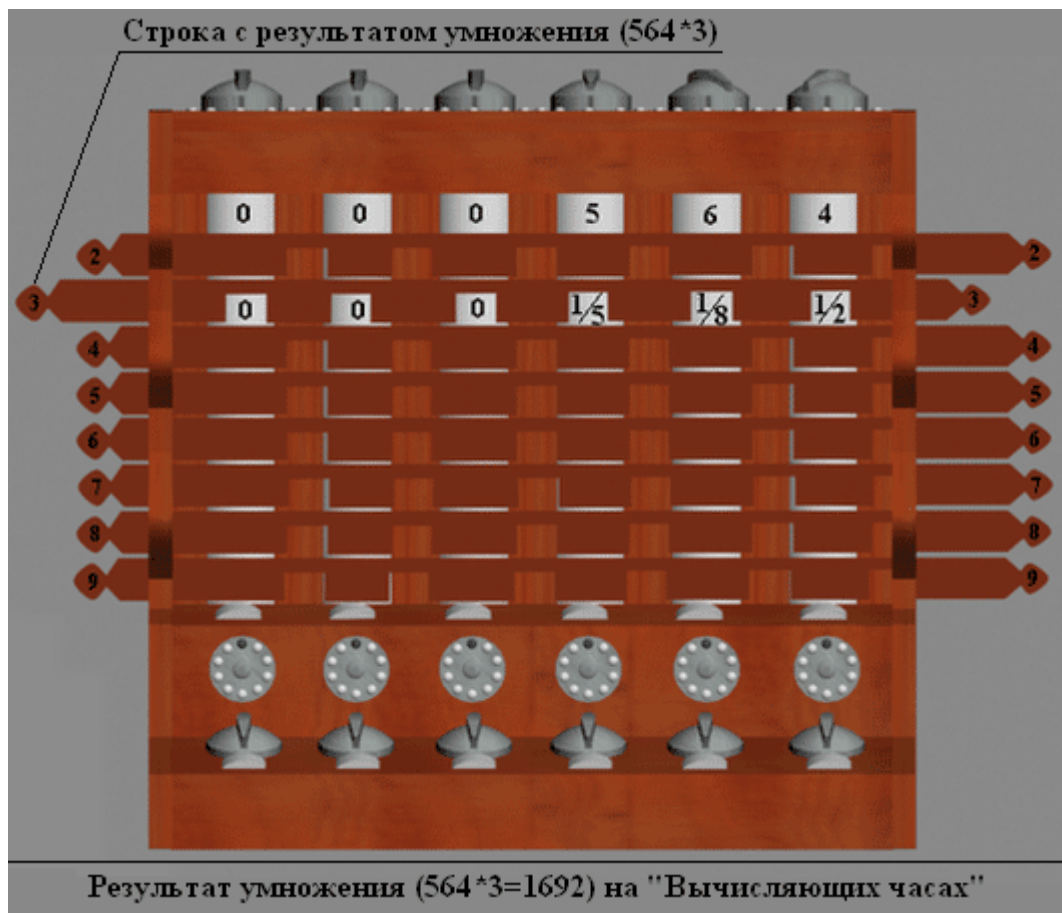 Строка с результатом умножения (564*3)
0 0 0 5 6 4
2 2
3 0 0 0 1/5 1/8 1/2 3
4 4
5 5
6 6
7 7
8 8
9 9
Результат умножения (564*3=1692) на "Вычисляющих часах"